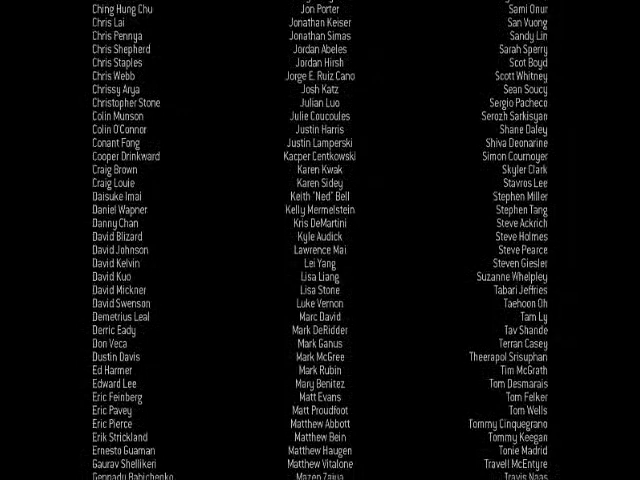 Ching Hung Chu
Chris Lai
Chris Pennya
Chris Shepherd
Chris Staples
Chris Webb
Chrissy Arya
Christopher Stone
Colin Munson
Colin O'Connor
Conant Fong
Cooper Drinkward
Craig Brown
Craig Louie
Daisuke Imai
Daniel Wapner
Danny Chan
David Blizard
David Johnson
David Kelvin
David Kuo
David Mickner
David Swenson
Demetrius Leal
Derric Eady
Don Veca
Dustin Davis
Ed Harmer
Edward Lee
Eric Feinberg
Eric Pavey
Eric Pierce
Erik Strickland
Ernesto Guaman
Gaurav Shellikeri
Gennady Babichenko
Jon Porter
Jonathan Keiser
Jonathan Simas
Jordan Abeles
Jordan Hirsh
Jorge E. Ruiz Cano
Josh Katz
Julian Luo
Julie Coucoules
Justin Harris
Justin Lamperski
Kacper Centkowski
Karen Kwak
Karen Sidey
Keith "Ned" Bell
Kelly Mermelstein
Kris DeMartini
Kyle Audick
Lawrence Mai
Lei Yang
Lisa Liang
Lisa Stone
Luke Vernon
Marc David
Mark DeRidder
Mark Ganus
Mark McGree
Mark Rubin
Mary Benitez
Matt Evans
Matt Proudfoot
Matthew Abbott
Matthew Bein
Matthew Haugen
Matthew Vitalone
Mazen
Sami Onur
San Vuong
Sandy Lin
Sarah Sperry
Scot Boyd
Scott Whitney
Sean Soucy
Sergio Pacheco
Serozh Sarkisyan
Shane Daley
Shiva Deonarine
Simon Cournoyer
Skyler Clark
Stavros Lee
Stephen Miller
Stephen Tang
Steve Ackrich
Steve Holmes
Steve Pearce
Steven Giesler
Suzanne Whelpley
Tabari Jeffries
Taehoon Oh
Tam Ly
Tav Shande
Terran Casey
Theerapol Srisuphan
Tim McGrath
Tom Desmarais
Tom Felker
Tom Wells
Tommy Cinquegrano
Tommy Keegan
Tonie Madrid
Travell McEntyre
Travis Naas